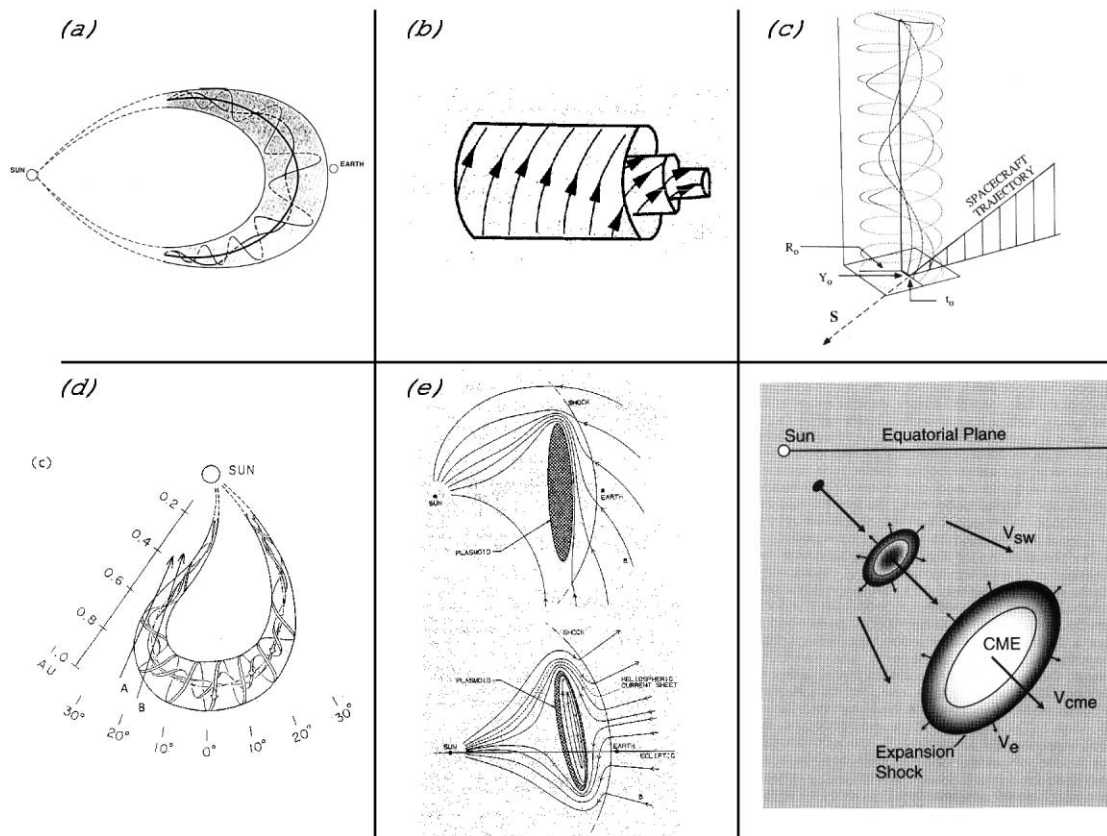 (a)
SUN
EARTH
(b)
(c)
SPACECRAFT
TRAJECTORY
R₀
Y₀
t₀
S
(d)
(c)
SUN
0.2
0.4
0.6
0.8
1.0
AU
A
B
30°
20°
10°
0°
10°
20°
30°
(e)
SHOCK
SUN
EARTH
PLASMOID
B
SHOCK
PLASMOID
HELIOSPHERIC
CURRENT SHEET
SUN
EARTH
ECLIPTIC
B
Sun
Equatorial Plane
Vsw
CME
Vcme
Ve
Expansion
Shock